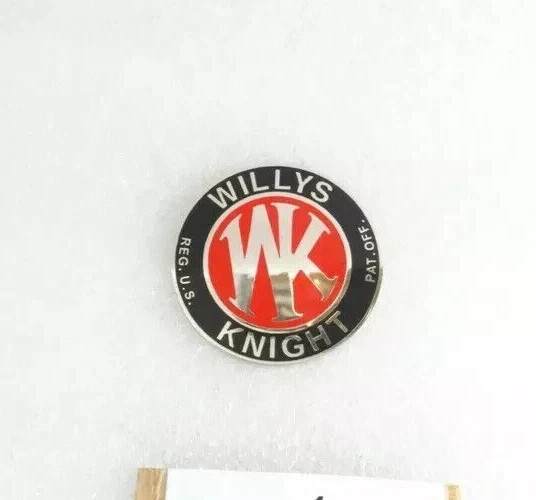 WILLYS
WK
REG. U.S.
PAT. OFF.
KNIGHT